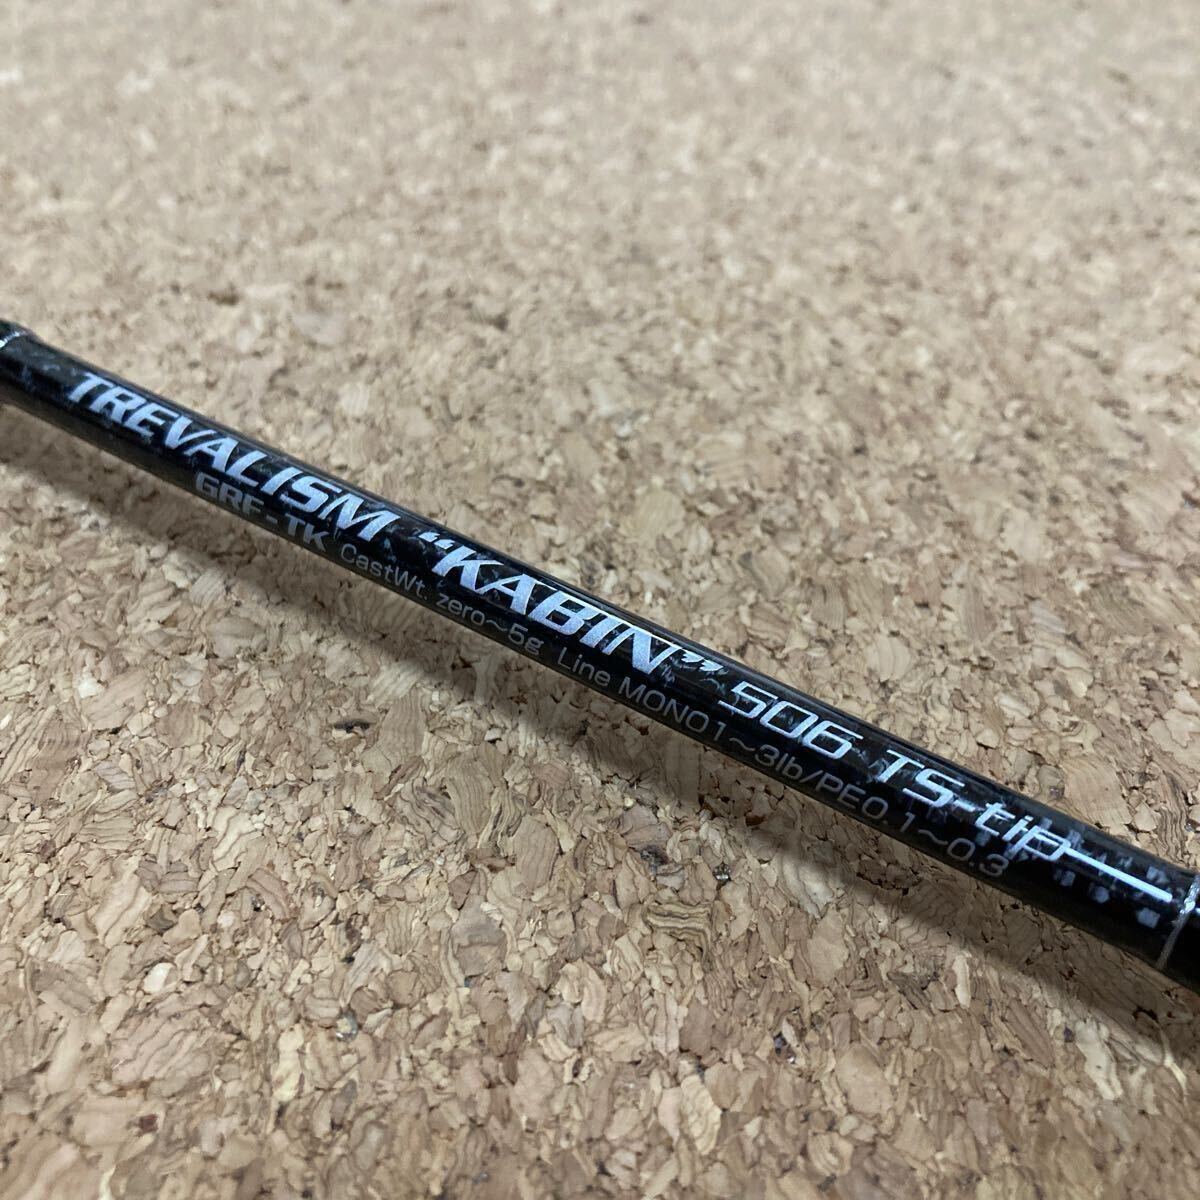 TREVALISM “KABIN” 506 TS-tip
GRF-TK CastWt. zero~5g Line MONO1~3lb/PE0.1~0.3